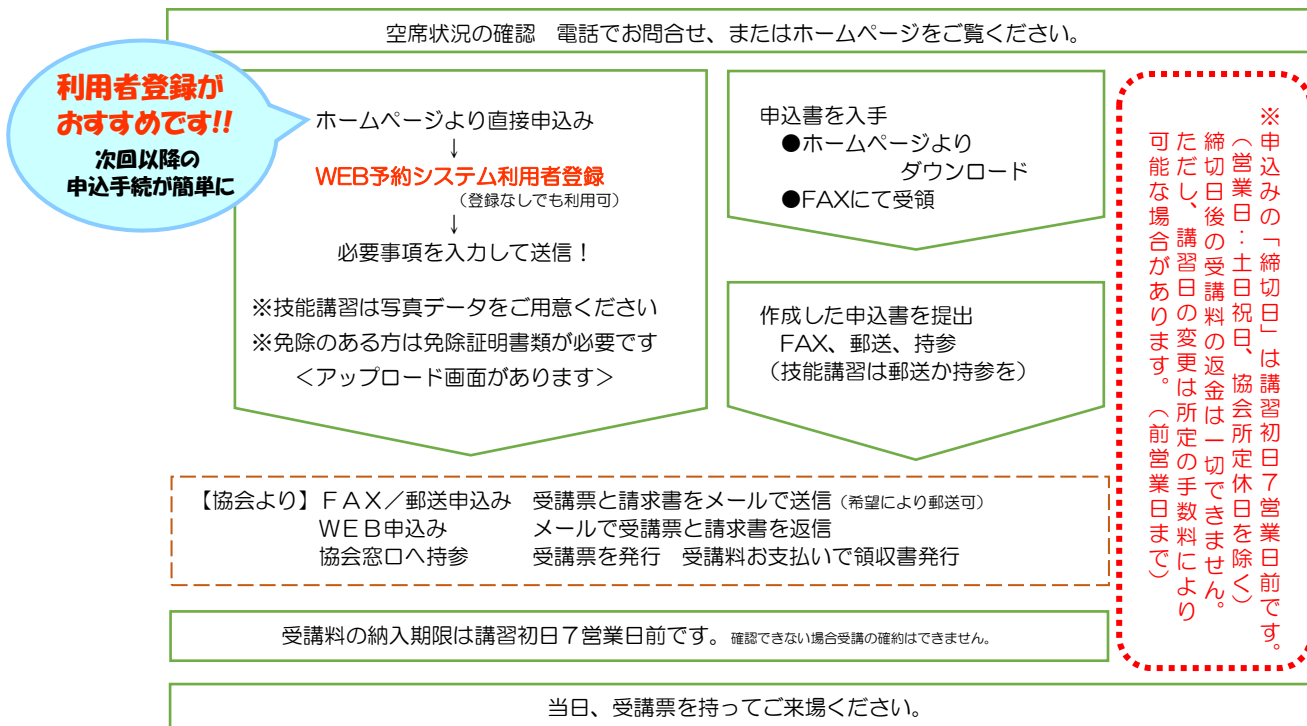 空席状況の確認　電話でお問合せ、またはホームページをご覧ください。
利用者登録が
おすすめです!!
次回以降の
申込手続が簡単に
ホームページより直接申込み
↓
WEB予約システム利用者登録
（登録なしでも利用可）
↓
必要事項を入力して送信！
※技能講習は写真データをご用意ください
※免除のある方は免除証明書類が必要です
＜アップロード画面があります＞
申込書を入手
●ホームページより
ダウンロード
●FAXにて受領
作成した申込書を提出
FAX、郵送、持参
（技能講習は郵送か持参を）
※申込みの「締切日」は講習初日７営業日前です。
（営業日：土日祝日、協会所定休日を除く）
締切日後の受講料の返金は一切できません。
ただし、講習日の変更は所定の手数料により
可能な場合があります。（前営業日まで）
【協会より】ＦＡＸ／郵送申込み　受講票と請求書をメールで送信（希望により郵送可）
ＷＥＢ申込み　メールで受講票と請求書を返信
協会窓口へ持参　受講票を発行　受講料お支払いで領収書発行
受講料の納入期限は講習初日７営業日前です。確認できない場合受講の確約はできません。
当日、受講票を持ってご来場ください。